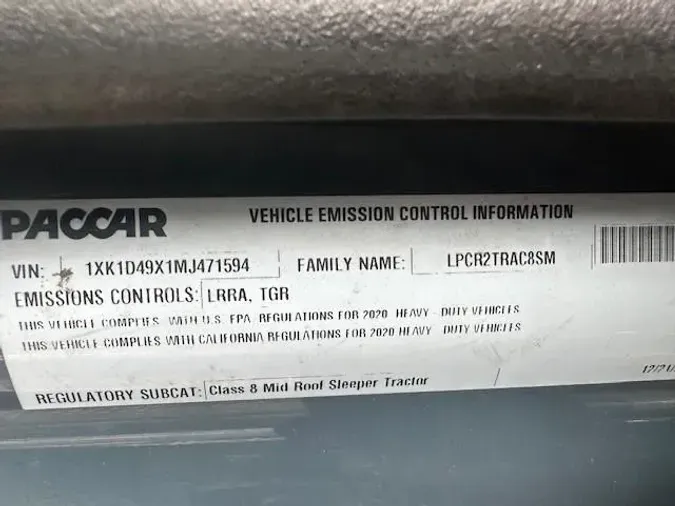 PACCAR VEHICLE EMISSION CONTROL INFORMATION
VIN: 1XK1D49X1MJ471594 FAMILY NAME: LPCR2TRAC8SM
EMISSIONS CONTROLS: LRRA, TGR
THIS VEHICLE COMPLIES WITH U.S. EPA REGULATIONS FOR 2020 HEAVY - DUTY VEHICLES
THIS VEHICLE COMPLIES WITH CALIFORNIA REGULATIONS FOR 2020 HEAVY - DUTY VEHICLES
REGULATORY SUBCAT: Class 8 Mid Roof Sleeper Tractor 12/21/